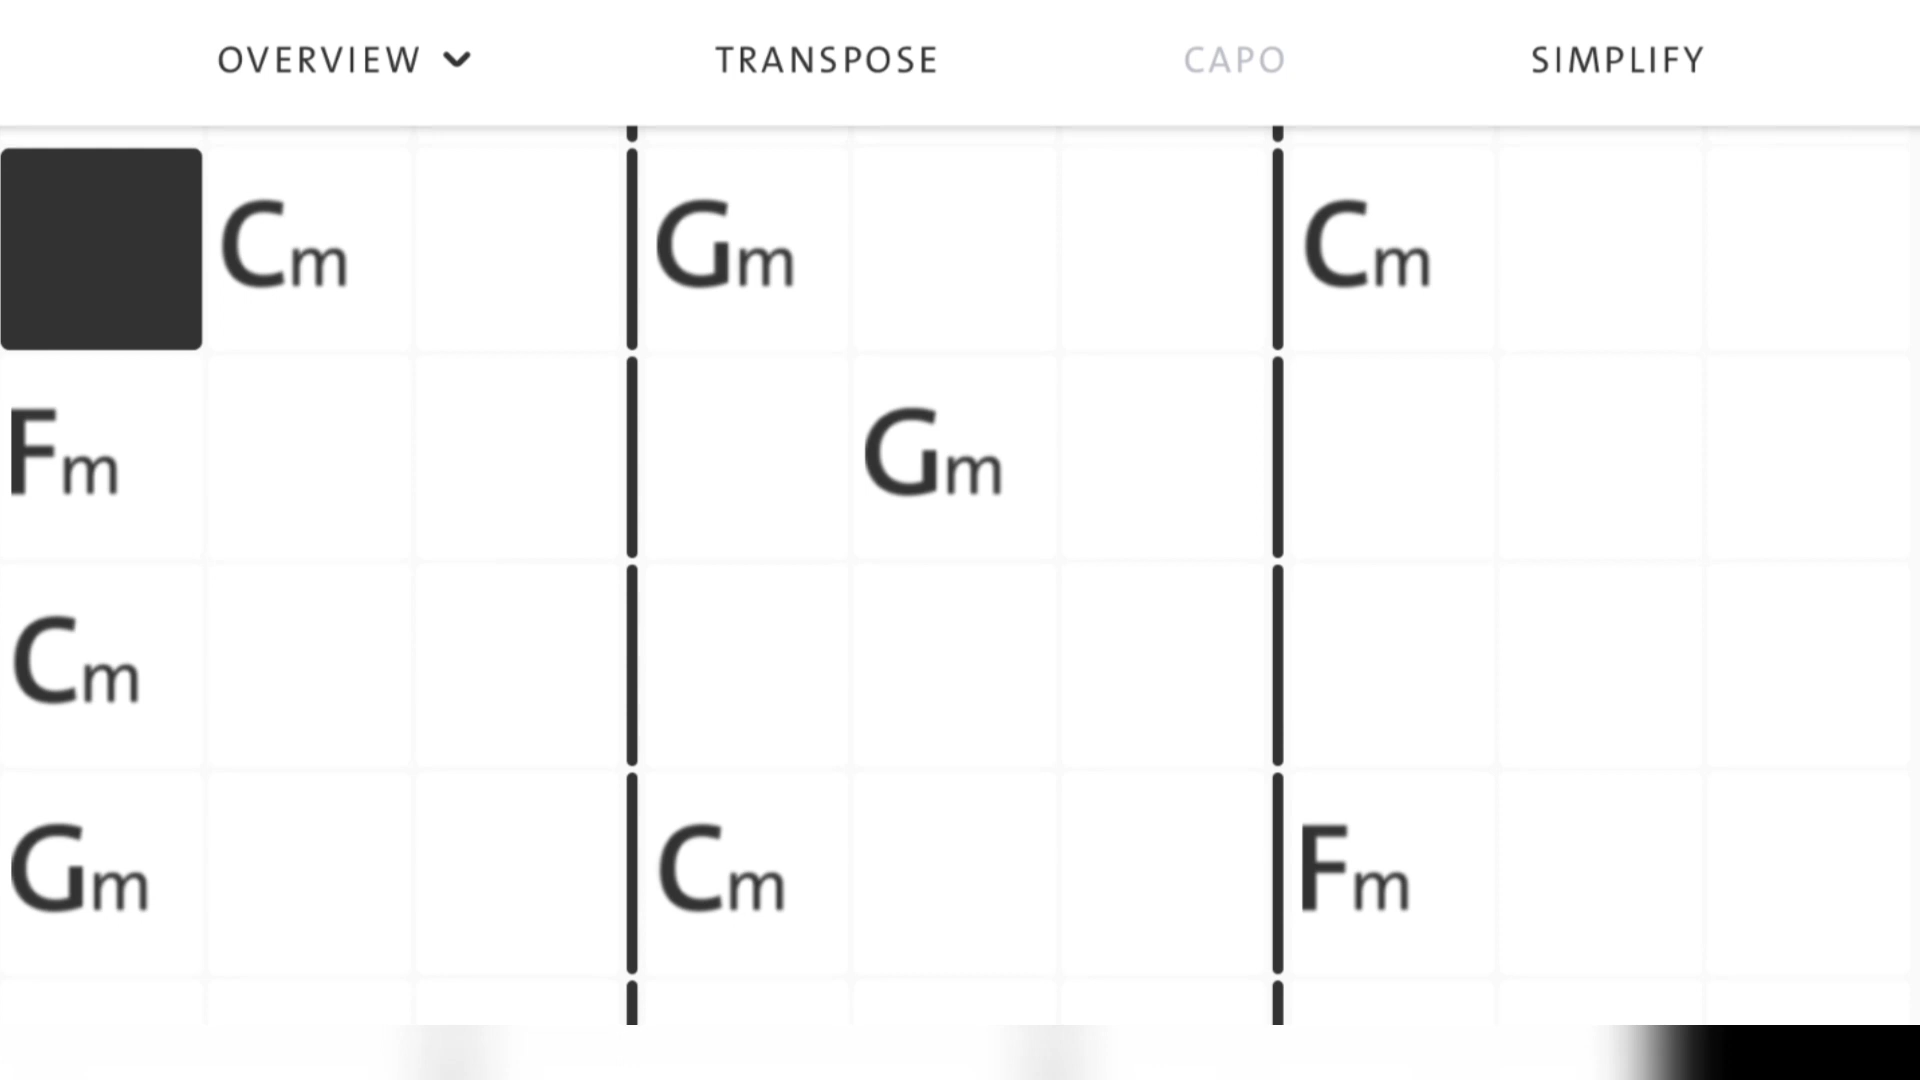 OVERVIEW TRANSPOSE CAPO SIMPLIFY
Cm Gm Cm
Fm Gm
Cm
Gm Cm Fm